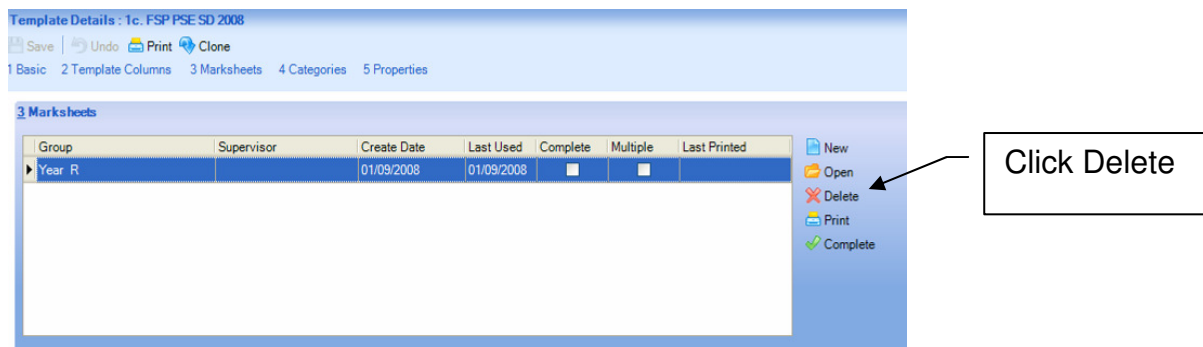 Template Details : 1c. FSP PSE SD 2008
Save Undo Print Clone
1 Basic 2 Template Columns 3 Marksheets 4 Categories 5 Properties
3 Marksheets
Group Supervisor Create Date Last Used Complete Multiple Last Printed
Year R 01/09/2008 01/09/2008
New
Open
Delete
Print
Complete
Click Delete